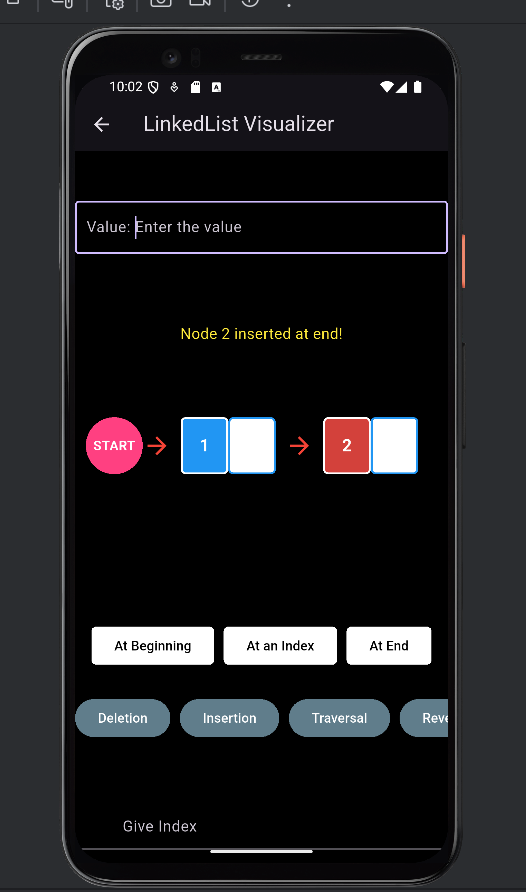 10:02
A
LinkedList Visualizer
Value: Enter the value
Node 2 inserted at end!
START 1 2
At Beginning At an Index At End
Deletion Insertion Traversal Reve
Give Index